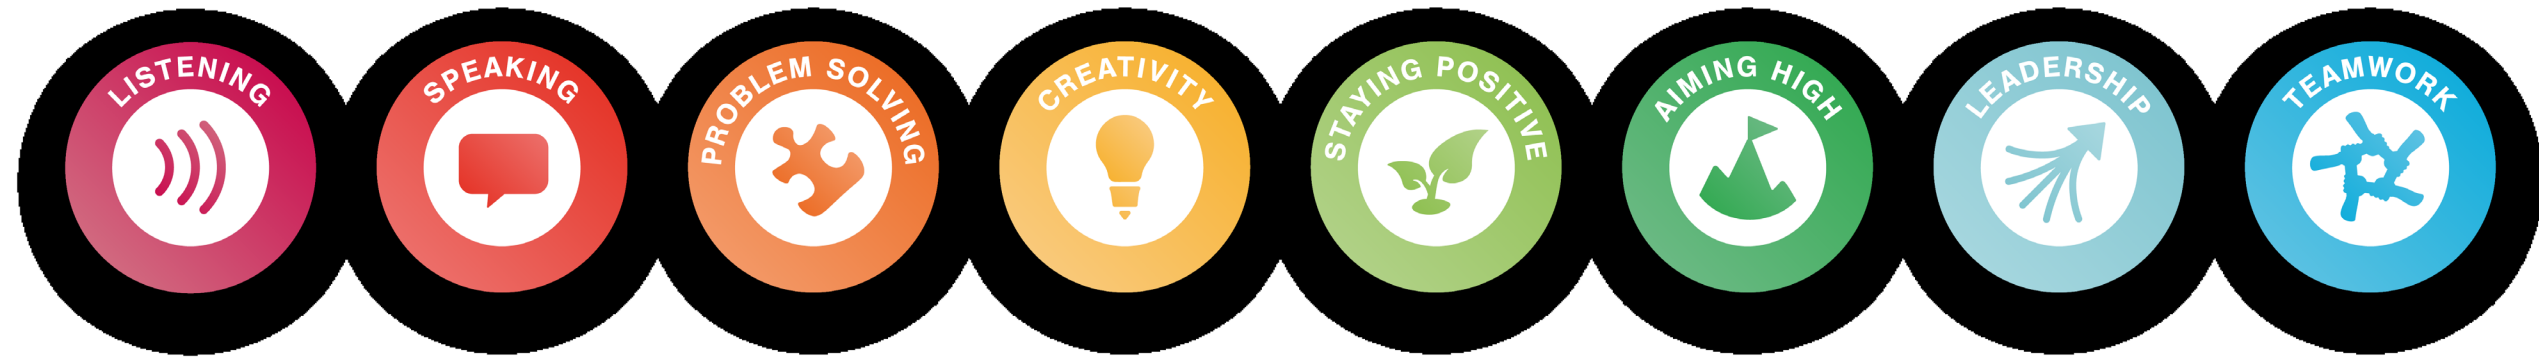 LISTENING
SPEAKING
PROBLEM SOLVING
CREATIVITY
STAYING POSITIVE
AIMING HIGH
LEADERSHIP
TEAMWORK